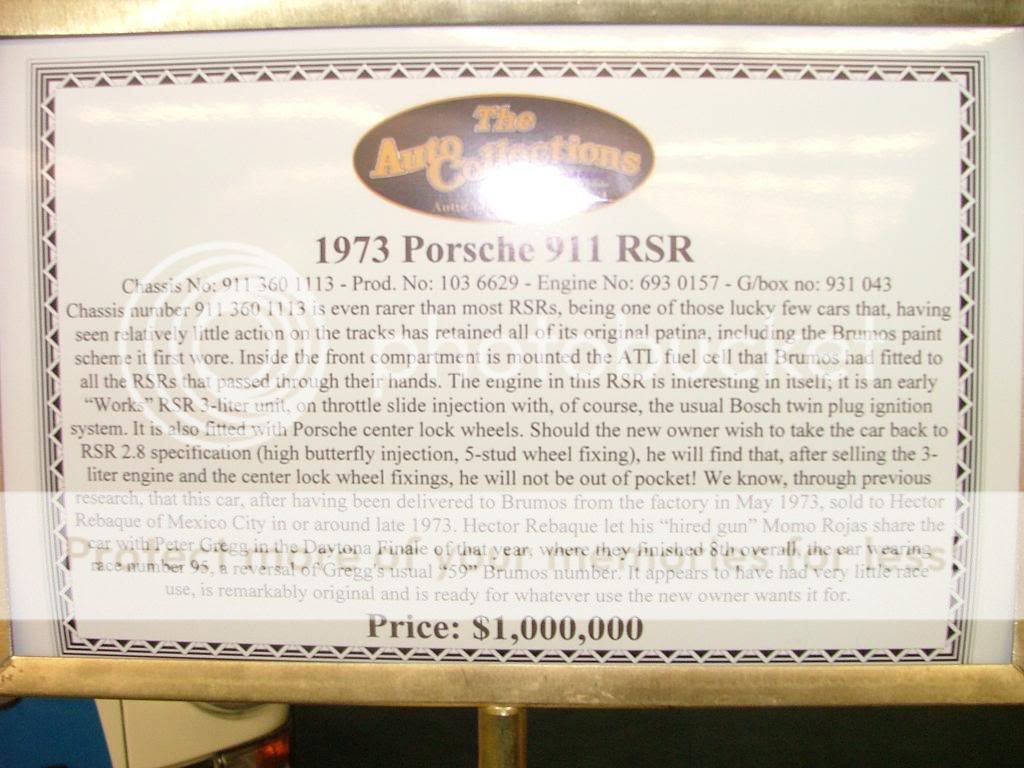 The
Auto Collections
1973 Porsche 911 RSR
Chassis No: 911 360 1113 - Prod. No: 103 6629 - Engine No: 693 0157 - G/box no: 931 043
Chassis number 911 360 1113 is even rarer than most RSRs, being one of those lucky few cars that, having
seen relatively little action on the tracks has retained all of its original patina, including the Brumos paint
scheme it first wore. Inside the front compartment is mounted the ATL fuel cell that Brumos had fitted to
all the RSRs that passed through their hands. The engine in this RSR is interesting in itself; it is an early
“Works” RSR 3-liter unit, on throttle slide injection with, of course, the usual Bosch twin plug ignition
system. It is also fitted with Porsche center lock wheels. Should the new owner wish to take the car back to
RSR 2.8 specification (high butterfly injection, 5-stud wheel fixing), he will find that, after selling the 3-
liter engine and the center lock wheel fixings, he will not be out of pocket! We know, through previous
research, that this car, after having been delivered to Brumos from the factory in May 1973, sold to Hector
Rebaque of Mexico City in or around late 1973. Hector Rebaque let his “hired gun” Momo Rojas share the
car with Peter Gregg in the Daytona Finale of that year, where they finished 8th overall, the car wearing
race number 95, a reversal of Gregg's usual “59” Brumos number. It appears to have had very little race
use, is remarkably original and is ready for whatever use the new owner wants it for.
Price: $1,000,000
photobucket
Protect more of your memories for less!